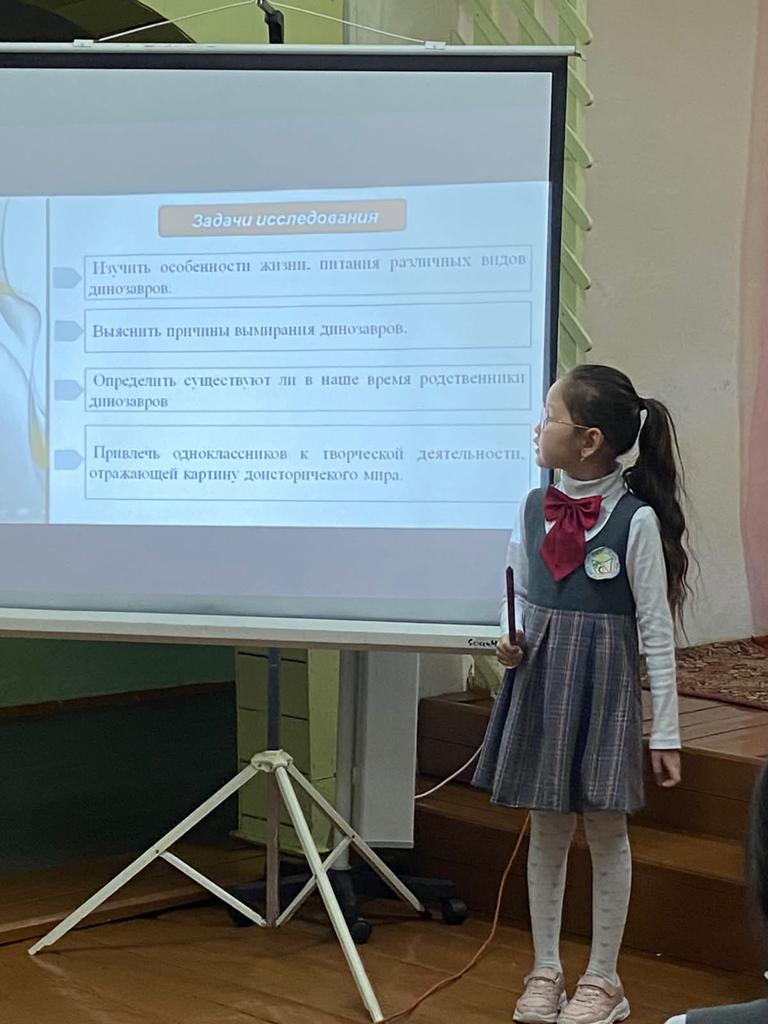 Задачи исследования
Изучить особенности жизни, питания различных видов
динозавров.
Выяснить причины вымирания динозавров.
Определить существуют ли в наше время родственники
динозавров
Привлечь одноклассников к творческой деятельности,
отражающей картину доисторичекого мира.